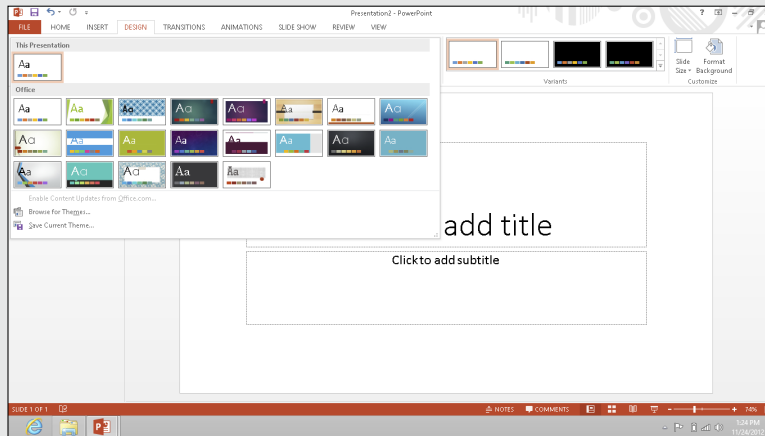 Presentation2 - PowerPoint
FILE HOME INSERT DESIGN TRANSITIONS ANIMATIONS SLIDE SHOW REVIEW VIEW
This Presentation
Aa
Office
Aa Aa Aa Aa Aa Aa Aa Aa
Aa Aa Aa Aa Aa Aa Aa Aa
Aa Aa Aa Aa Aa
Enable Content Updates from Office.com...
Browse for Themes...
Save Current Theme...
Variants
Slide Size
Format Background
Customize
add title
Click to add subtitle
SLIDE 1 OF 1
NOTES COMMENTS 74%
1:24 PM
11/24/2012